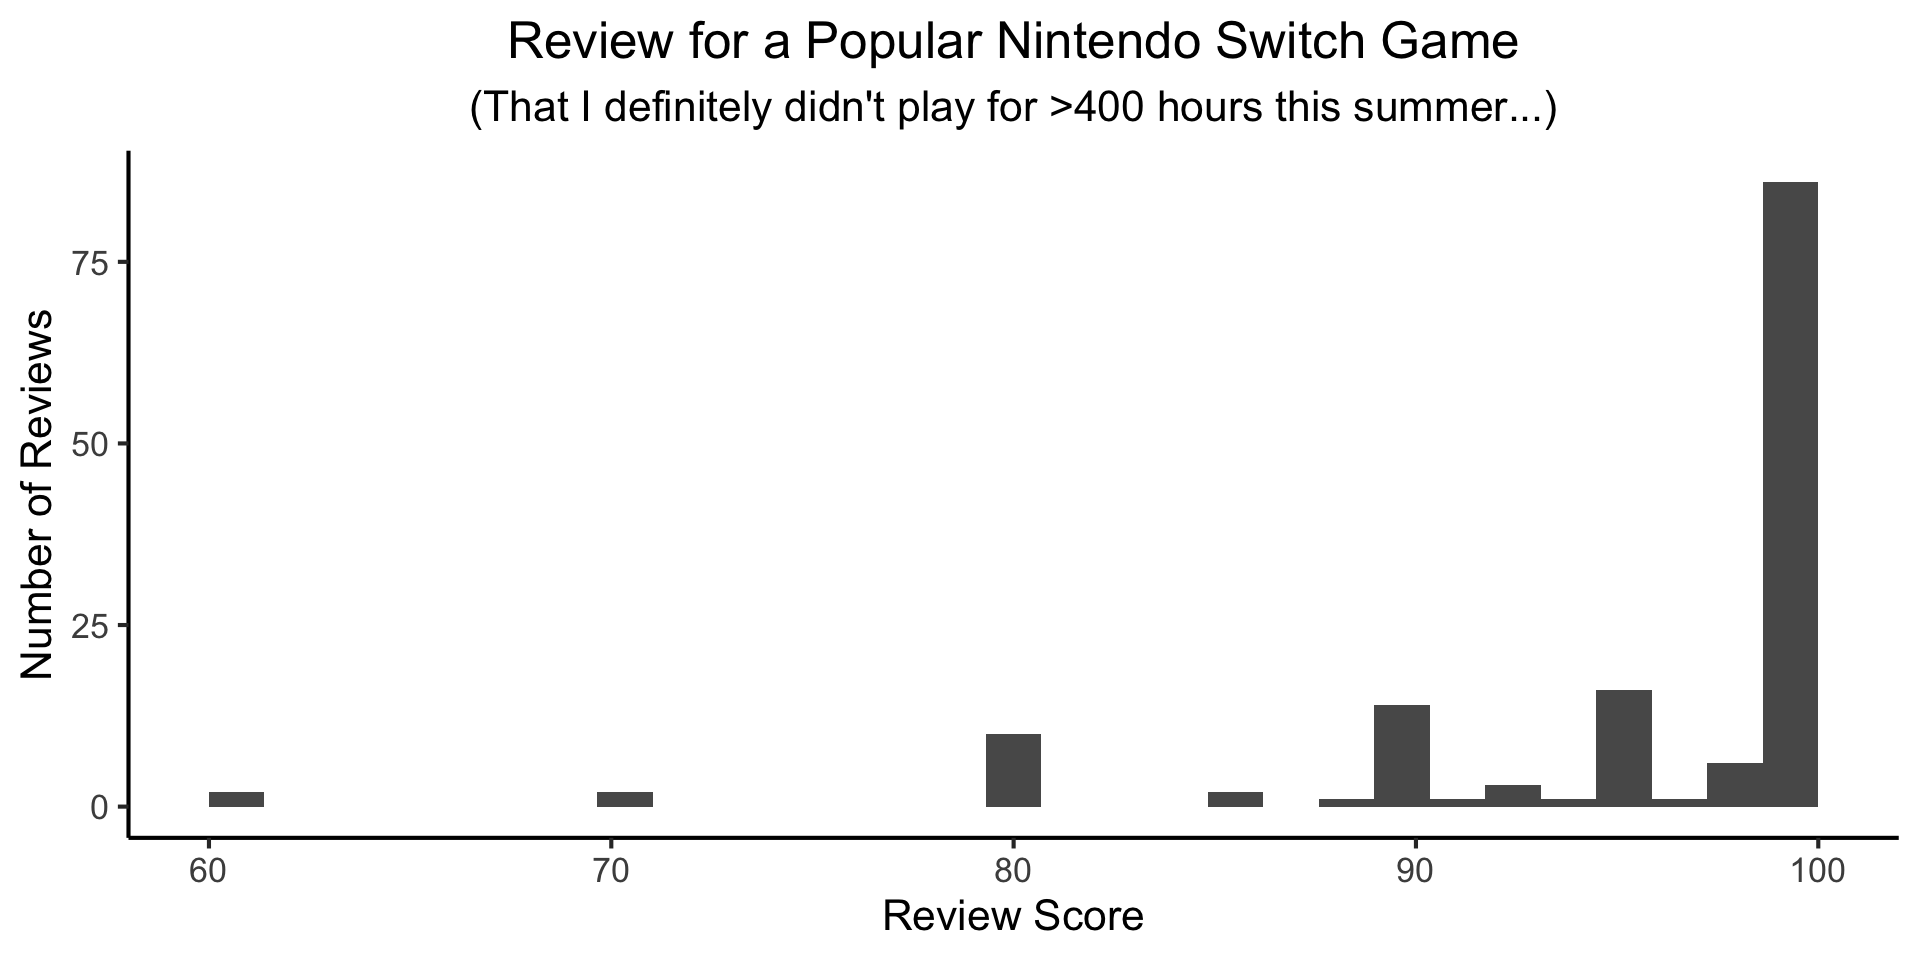 Review for a Popular Nintendo Switch Game
(That I definitely didn't play for >400 hours this summer...)
Number of Reviews
75
50
25
0
60 70 80 90 100
Review Score